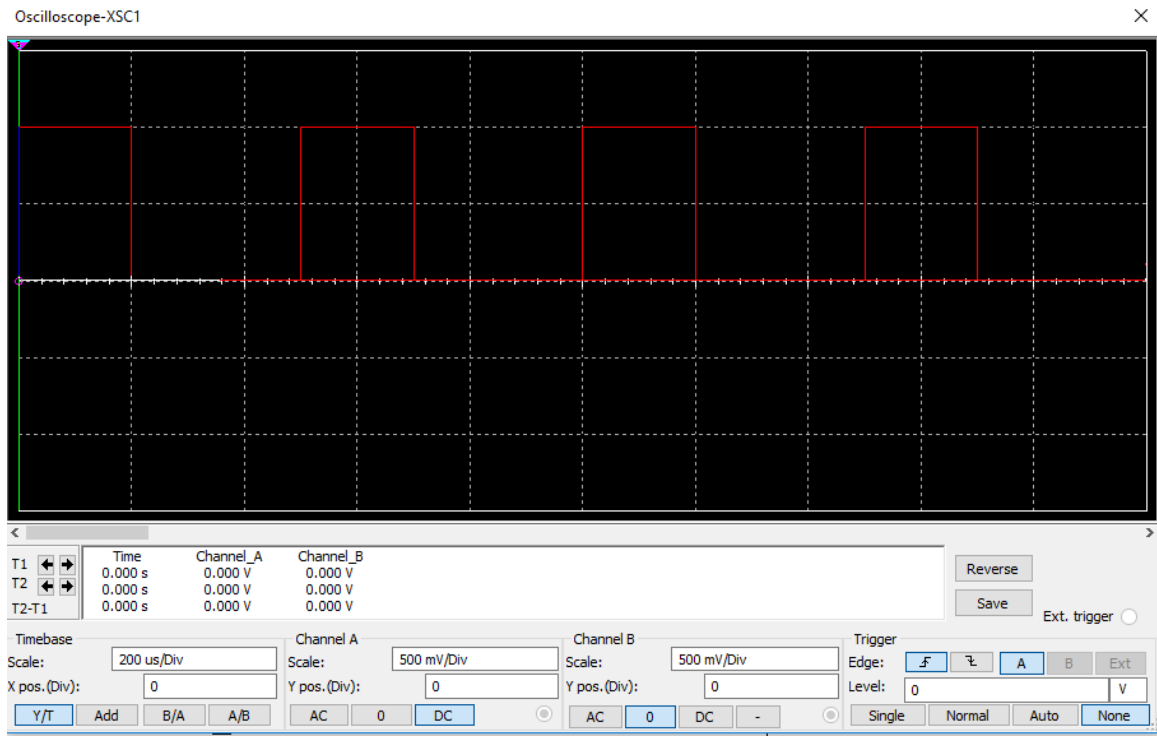 Oscilloscope-XSC1
Time Channel_A Channel_B
T1 0.000 s 0.000 V 0.000 V
T2 0.000 s 0.000 V 0.000 V
T2-T1 0.000 s 0.000 V 0.000 V
Reverse
Save
Ext. trigger
Timebase
Scale: 200 us/Div
X pos.(Div): 0
Y/T Add B/A A/B
Channel A
Scale: 500 mV/Div
Y pos.(Div): 0
AC 0 DC
Channel B
Scale: 500 mV/Div
Y pos.(Div): 0
AC 0 DC -
Trigger
Edge: A B Ext
Level: 0 V
Single Normal Auto None